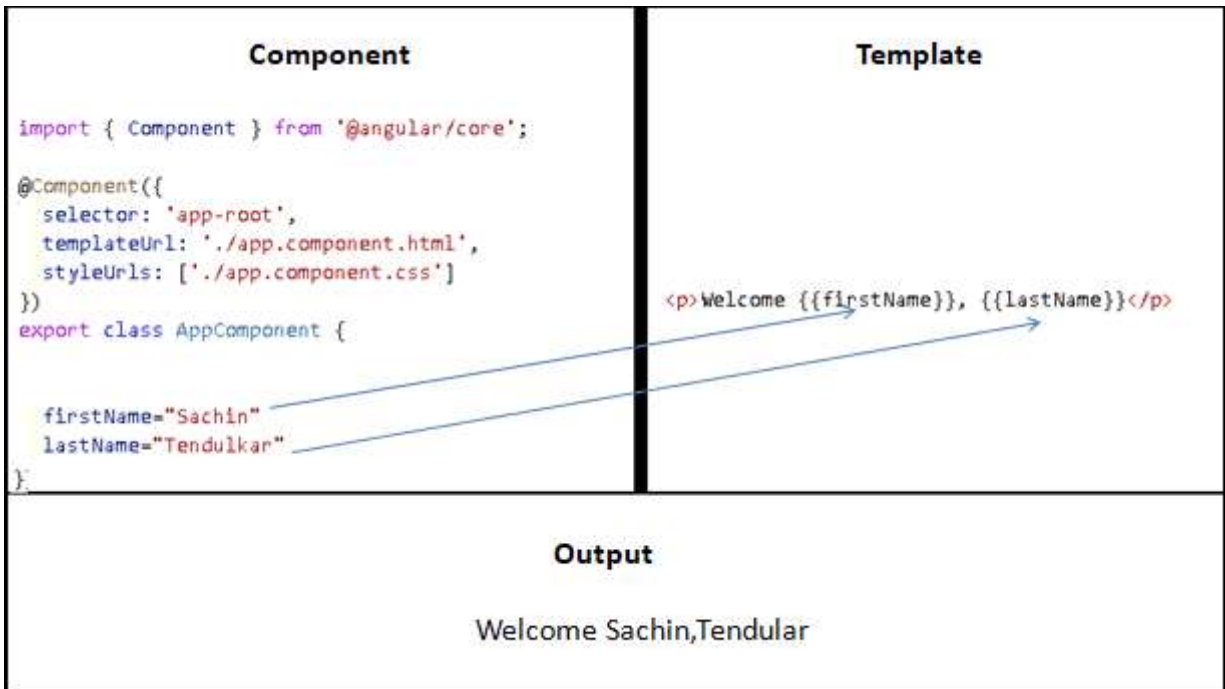 Component
import { Component } from '@angular/core';
@Component({
selector: 'app-root',
templateUrl: './app.component.html',
styleUrls: ['./app.component.css']
})
export class AppComponent {
firstName="Sachin"
lastName="Tendulkar"
}
Template
<p>Welcome {{firstName}}, {{lastName}}</p>
Output
Welcome Sachin,Tendular